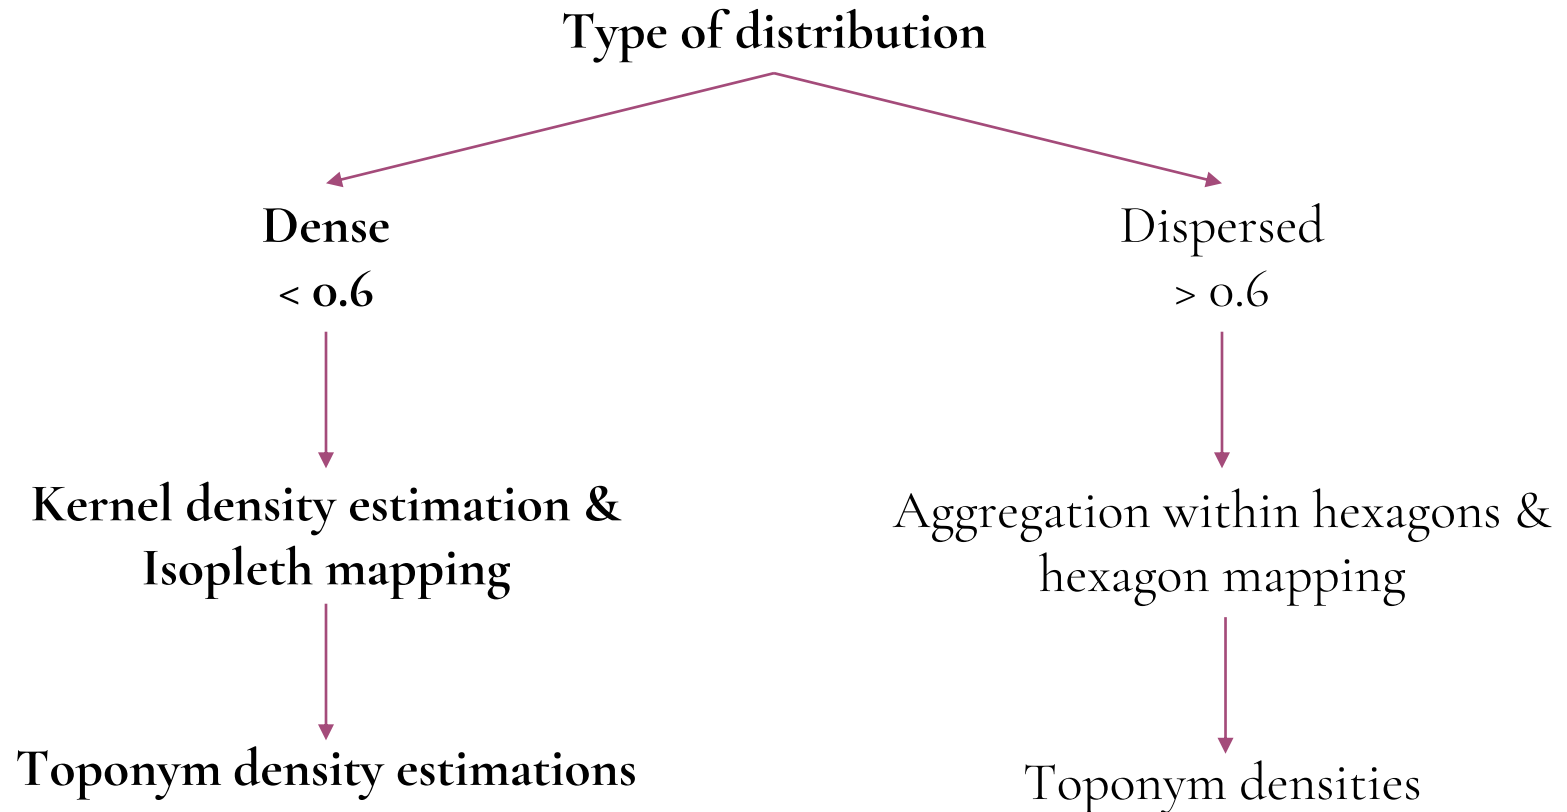 Type of distribution
Dense
< 0.6
Dispersed
> 0.6
Kernel density estimation &
Isopleth mapping
Aggregation within hexagons &
hexagon mapping
Toponym density estimations
Toponym densities